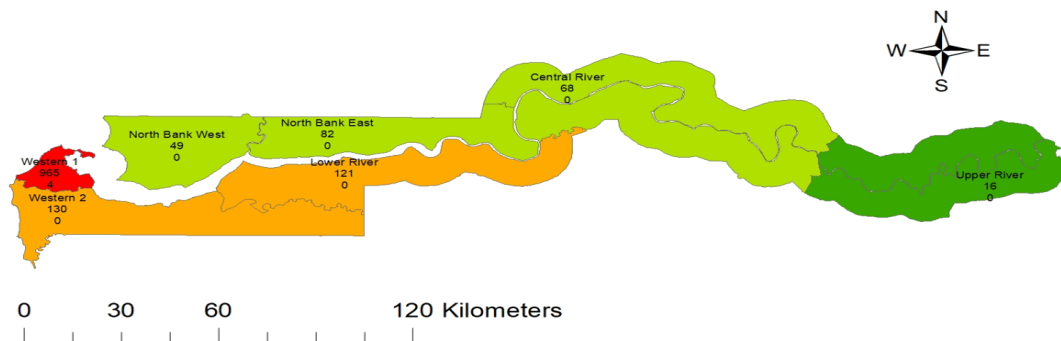 N
W E
S
Central River
68
0
North Bank East
82
0
North Bank West
49
0
Lower River
121
0
Western 1
965
4
Western 2
130
0
Upper River
16
0
0 30 60 120 Kilometers